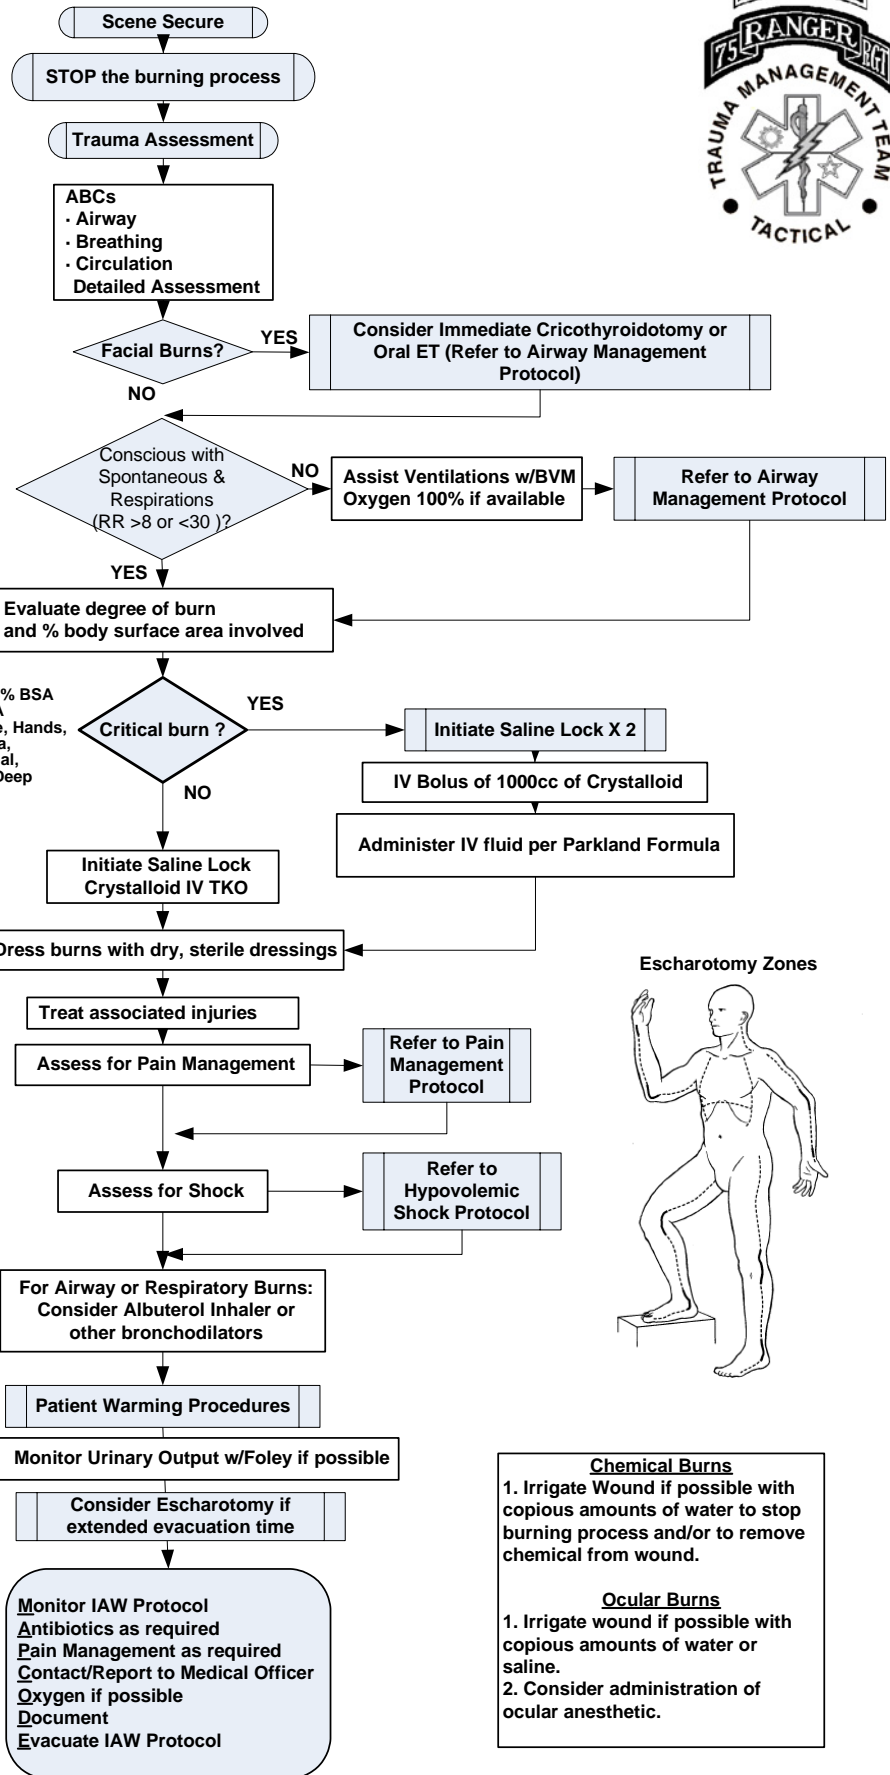 Scene Secure
75 RANGER RGT
STOP the burning process
TRAUMA MANAGEMENT TEAM
TACTICAL
Trauma Assessment
ABCs
· Airway
· Breathing
· Circulation
Detailed Assessment
Facial Burns?
YES
NO
Consider Immediate Cricothyroidotomy or
Oral ET (Refer to Airway Management
Protocol)
Conscious with
Spontaneous &
Respirations
(RR >8 or <30 )?
NO
YES
Assist Ventilations w/BVM
Oxygen 100% if available
Refer to Airway
Management Protocol
Evaluate degree of burn
and % body surface area involved
% BSA
Hands,
Deep
Critical burn ?
YES
NO
Initiate Saline Lock X 2
IV Bolus of 1000cc of Crystalloid
Administer IV fluid per Parkland Formula
Initiate Saline Lock
Crystalloid IV TKO
Dress burns with dry, sterile dressings
Treat associated injuries
Assess for Pain Management
Refer to Pain
Management
Protocol
Assess for Shock
Refer to
Hypovolemic
Shock Protocol
For Airway or Respiratory Burns:
Consider Albuterol Inhaler or
other bronchodilators
Patient Warming Procedures
Monitor Urinary Output w/Foley if possible
Consider Escharotomy if
extended evacuation time
Monitor IAW Protocol
Antibiotics as required
Pain Management as required
Contact/Report to Medical Officer
Oxygen if possible
Document
Evacuate IAW Protocol
Escharotomy Zones
Chemical Burns
1. Irrigate Wound if possible with
copious amounts of water to stop
burning process and/or to remove
chemical from wound.
Ocular Burns
1. Irrigate wound if possible with
copious amounts of water or
saline.
2. Consider administration of
ocular anesthetic.